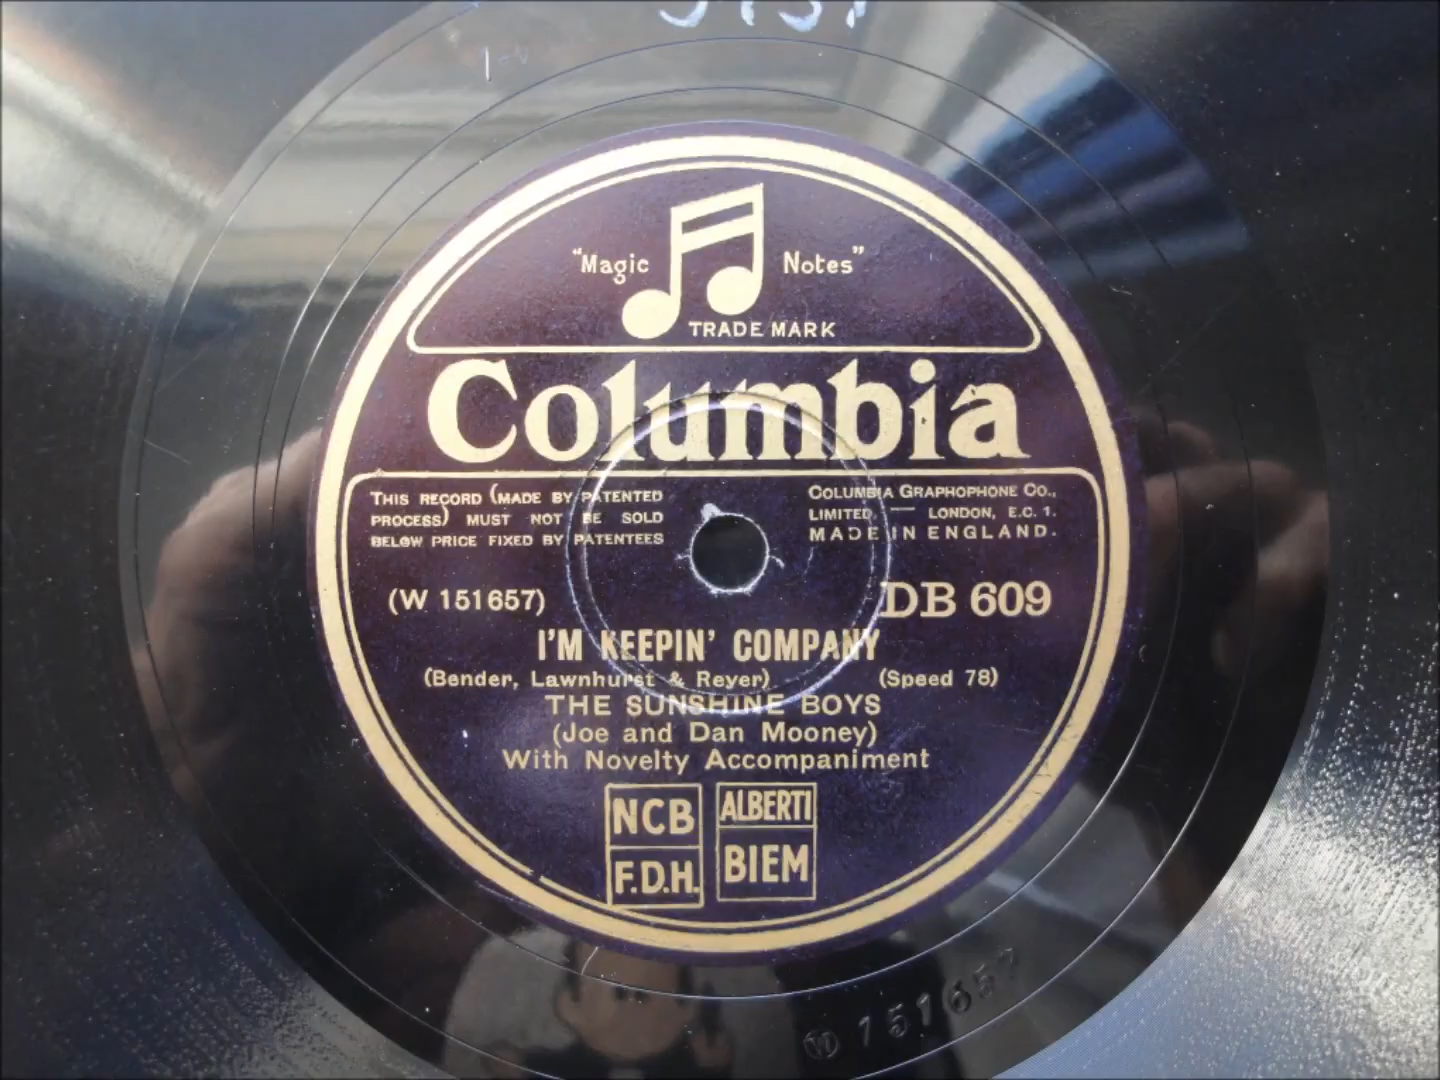 "Magic Notes"
TRADE MARK
Columbia
THIS RECORD (MADE BY PATENTED
PROCESS) MUST NOT BE SOLD
BELOW PRICE FIXED BY PATENTEES
COLUMBIA GRAPHOPHONE CO.,
LIMITED. — LONDON, E.C. 1.
MADE IN ENGLAND.
(W 151657)
DB 609
I'M KEEPIN' COMPANY
(Bender, Lawnhurst & Reyer) (Speed 78)
THE SUNSHINE BOYS
(Joe and Dan Mooney)
With Novelty Accompaniment
NCB
F.D.H.
ALBERTI
BIEM
W 151657